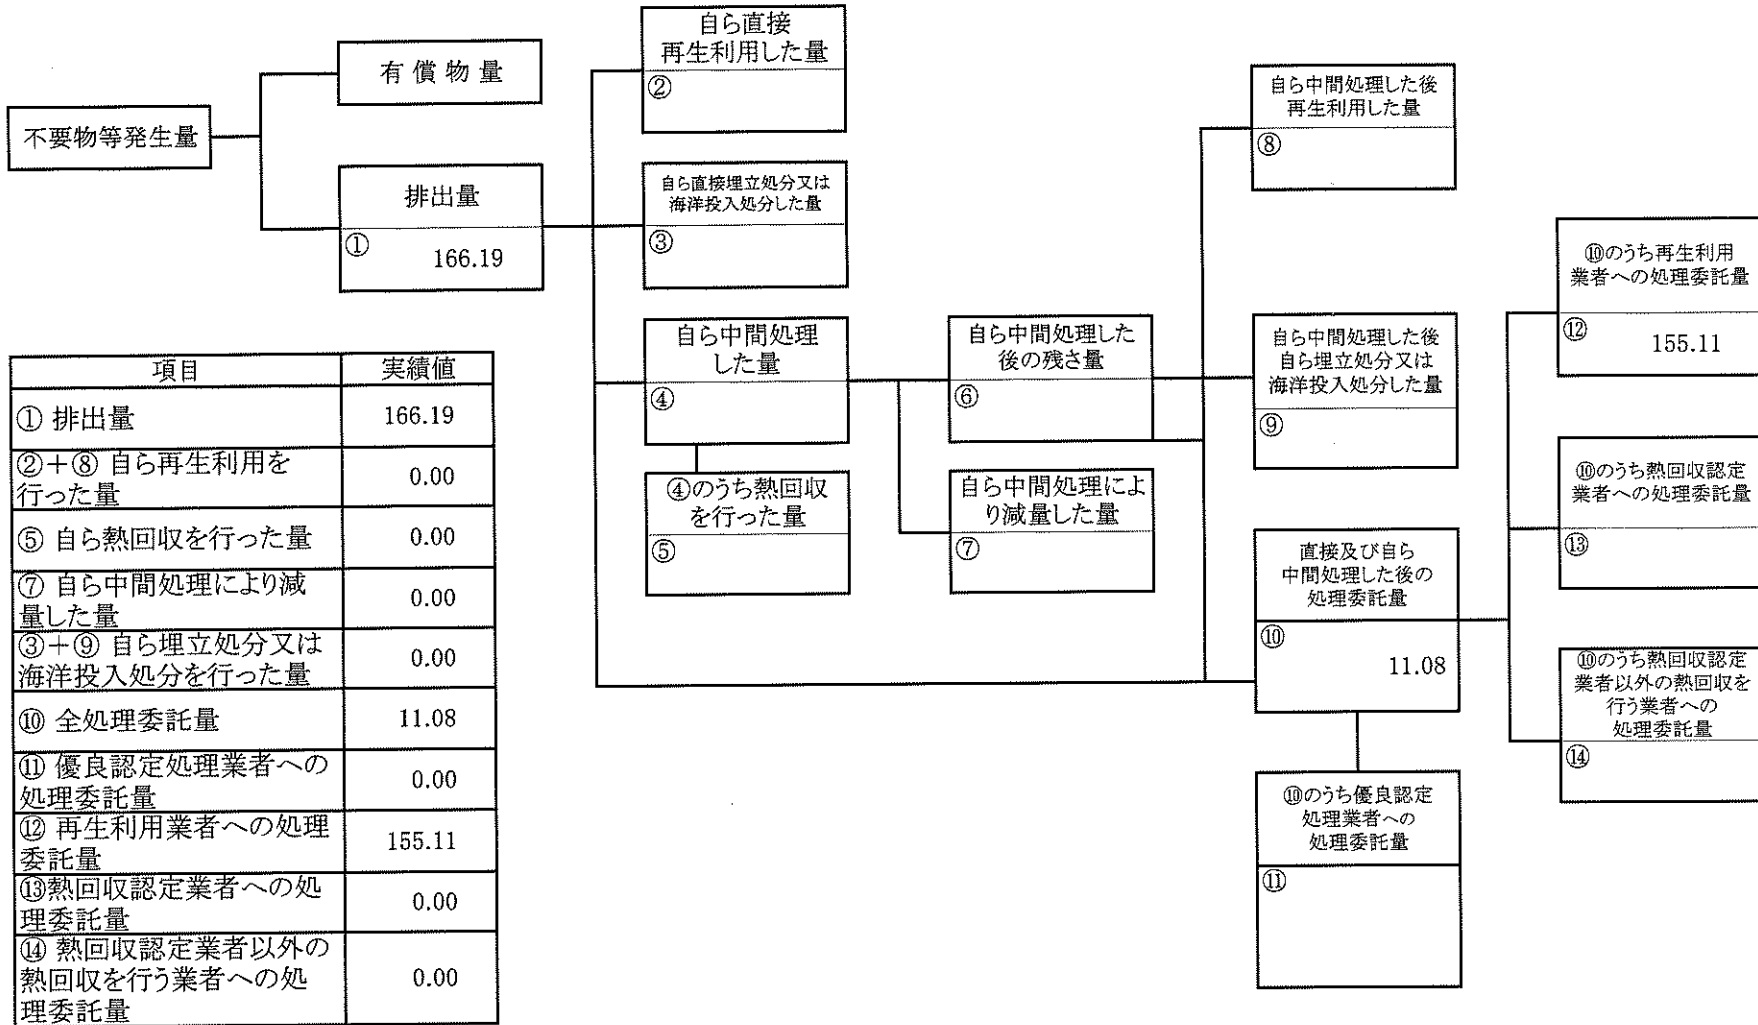 不要物等発生量
有償物量
排出量
①
166.19
自ら直接
再生利用した量
②
自ら直接埋立処分又は
海洋投入処分した量
③
自ら中間処理
した量
④
④のうち熱回収
を行った量
⑤
自ら中間処理した
後の残さ量
⑥
自ら中間処理によ
り減量した量
⑦
自ら中間処理した後
再生利用した量
⑧
自ら中間処理した後
自ら埋立処分又は
海洋投入処分した量
⑨
直接及び自ら
中間処理した後の
処理委託量
⑩
11.08
⑩のうち優良認定
処理業者への
処理委託量
⑪
⑩のうち再生利用
業者への処理委託量
⑫
155.11
⑩のうち熱回収認定
業者への処理委託量
⑬
⑩のうち熱回収認定
業者以外の熱回収を
行う業者への
処理委託量
⑭
項目 実績値
① 排出量 166.19
②+⑧ 自ら再生利用を
行った量 0.00
⑤ 自ら熱回収を行った量 0.00
⑦ 自ら中間処理により減
量した量 0.00
③+⑨ 自ら埋立処分又は
海洋投入処分を行った量 0.00
⑩ 全処理委託量 11.08
⑪ 優良認定処理業者への
処理委託量 0.00
⑫ 再生利用業者への処理
委託量 155.11
⑬熱回収認定業者への処
理委託量 0.00
⑭ 熱回収認定業者以外の
熱回収を行う業者への処
理委託量 0.00